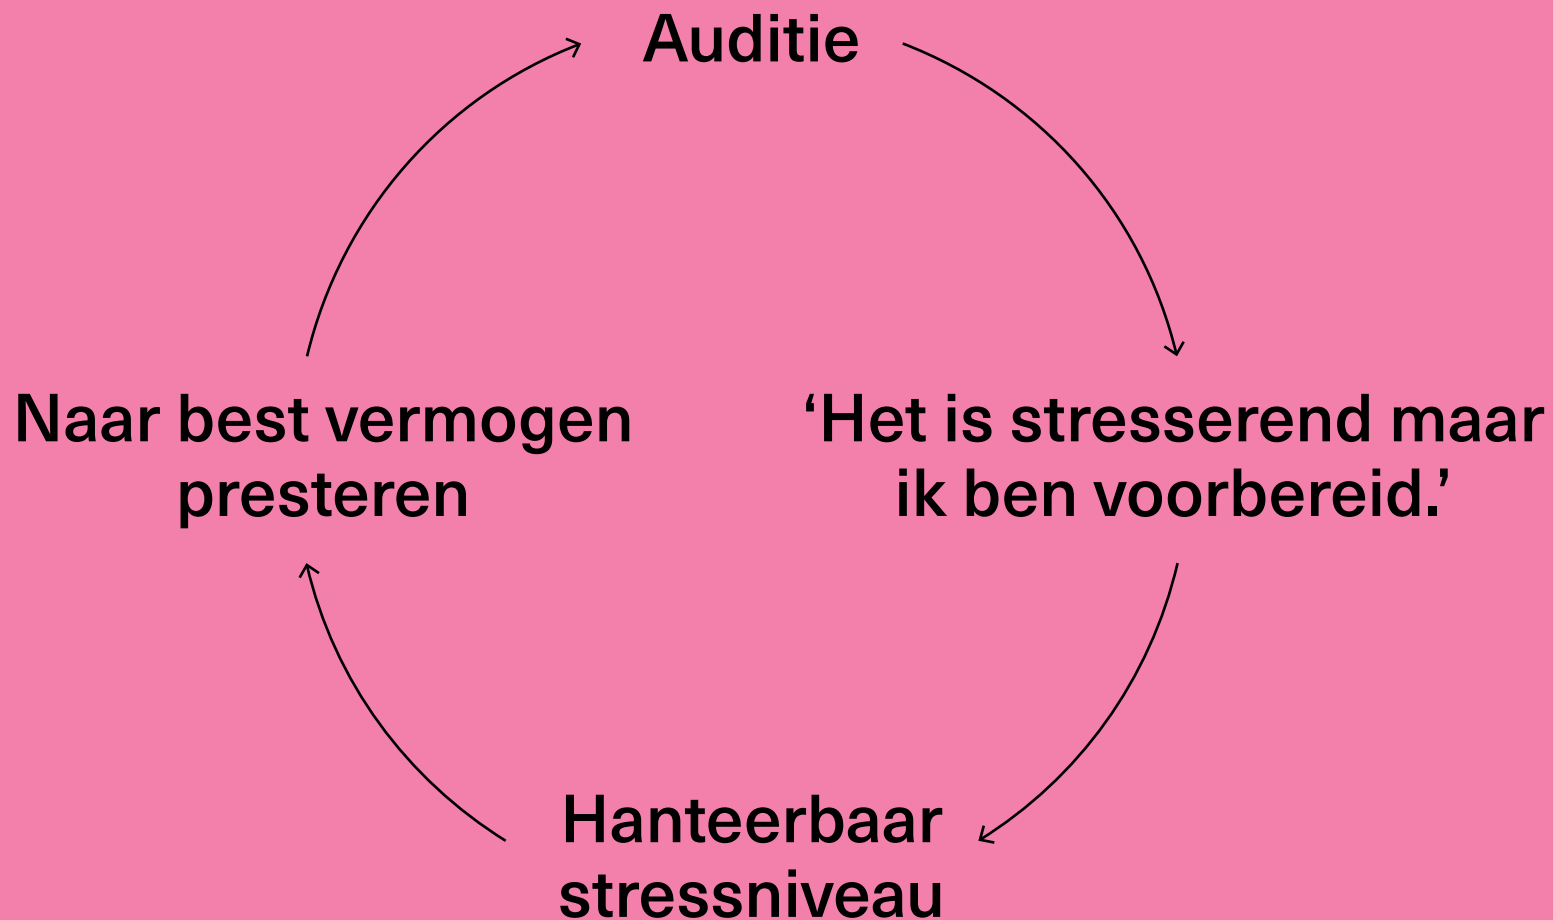 Auditie
Naar best vermogen
presteren
‘Het is stresserend maar
ik ben voorbereid.’
Hanteerbaar
stressniveau